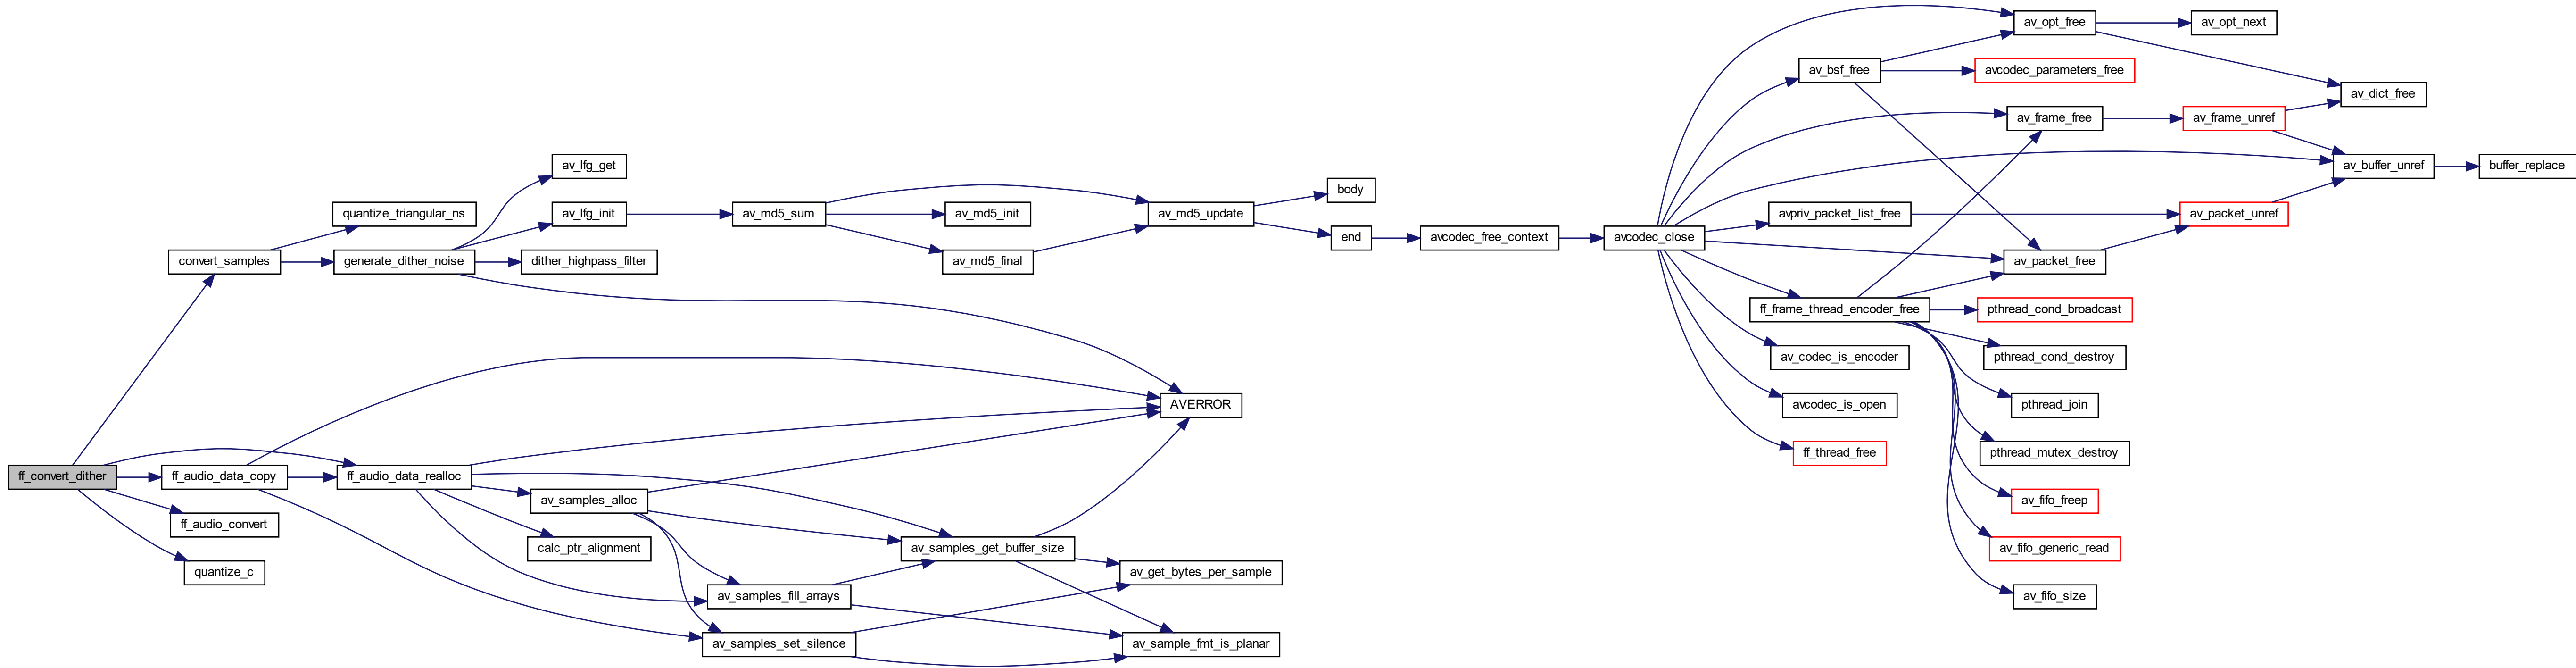 ff_convert_dither
convert_samples
ff_audio_data_copy
ff_audio_convert
quantize_c
quantize_triangular_ns
generate_dither_noise
ff_audio_data_realloc
av_lfg_get
av_lfg_init
dither_highpass_filter
av_samples_alloc
calc_ptr_alignment
av_md5_sum
av_samples_fill_arrays
av_samples_set_silence
av_md5_init
av_md5_final
av_samples_get_buffer_size
av_md5_update
AVERROR
av_get_bytes_per_sample
av_sample_fmt_is_planar
body
end
avcodec_free_context
avcodec_close
av_bsf_free
avpriv_packet_list_free
ff_frame_thread_encoder_free
av_codec_is_encoder
avcodec_is_open
ff_thread_free
av_opt_free
avcodec_parameters_free
av_frame_free
av_packet_free
pthread_cond_broadcast
pthread_cond_destroy
pthread_join
pthread_mutex_destroy
av_fifo_freep
av_fifo_generic_read
av_fifo_size
av_opt_next
av_frame_unref
av_packet_unref
av_dict_free
av_buffer_unref
buffer_replace